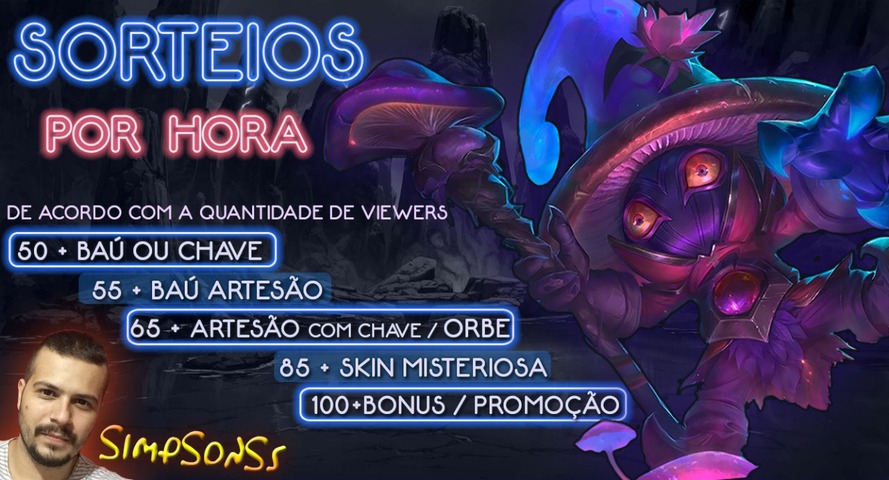 SORTEIOS
POR HORA
DE ACORDO COM A QUANTIDADE DE VIEWERS
50 + BAÚ OU CHAVE
55 + BAÚ ARTESÃO
65 + ARTESÃO COM CHAVE / ORBE
85 + SKIN MISTERIOSA
100+BONUS / PROMOÇÃO
SIMPSONSS